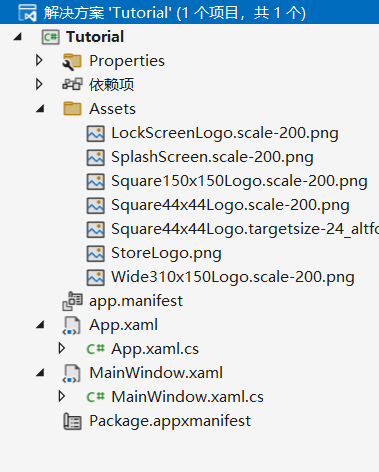 解决方案 'Tutorial' (1 个项目，共 1 个)
C# Tutorial
Properties
依赖项
Assets
LockScreenLogo.scale-200.png
SplashScreen.scale-200.png
Square150x150Logo.scale-200.png
Square44x44Logo.scale-200.png
Square44x44Logo.targetsize-24_altfo
StoreLogo.png
Wide310x150Logo.scale-200.png
app.manifest
App.xaml
C# App.xaml.cs
MainWindow.xaml
C# MainWindow.xaml.cs
Package.appxmanifest